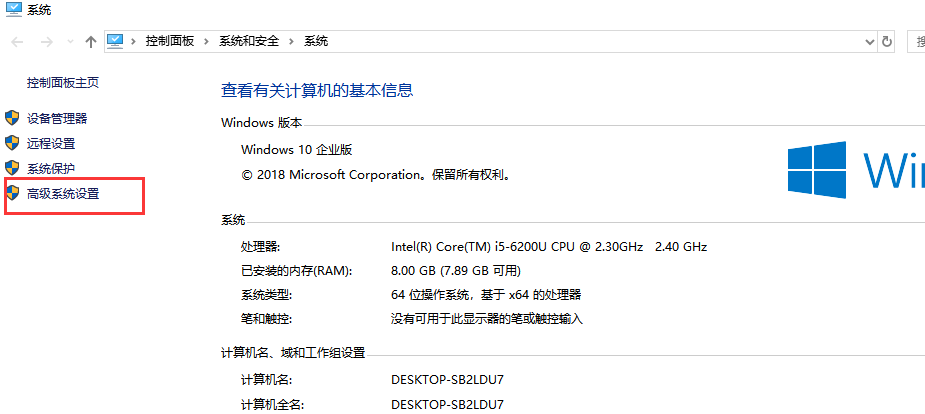 系统
控制面板 › 系统和安全 › 系统
控制面板主页
设备管理器
远程设置
系统保护
高级系统设置
查看有关计算机的基本信息
Windows 版本
Windows 10 企业版
© 2018 Microsoft Corporation。保留所有权利。
系统
处理器: Intel(R) Core(TM) i5-6200U CPU @ 2.30GHz 2.40 GHz
已安装的内存(RAM): 8.00 GB (7.89 GB 可用)
系统类型: 64 位操作系统，基于 x64 的处理器
笔和触控: 没有可用于此显示器的笔或触控输入
计算机名、域和工作组设置
计算机名: DESKTOP-SB2LDU7
计算机全名: DESKTOP-SB2LDU7